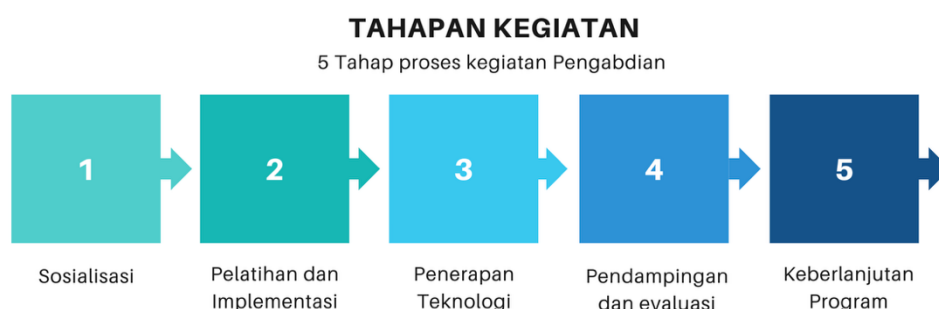 TAHAPAN KEGIATAN
5 Tahap proses kegiatan Pengabdian
1
2
3
4
5
Sosialisasi
Pelatihan dan
Implementasi
Penerapan
Teknologi
Pendampingan
dan evaluasi
Keberlanjutan
Program